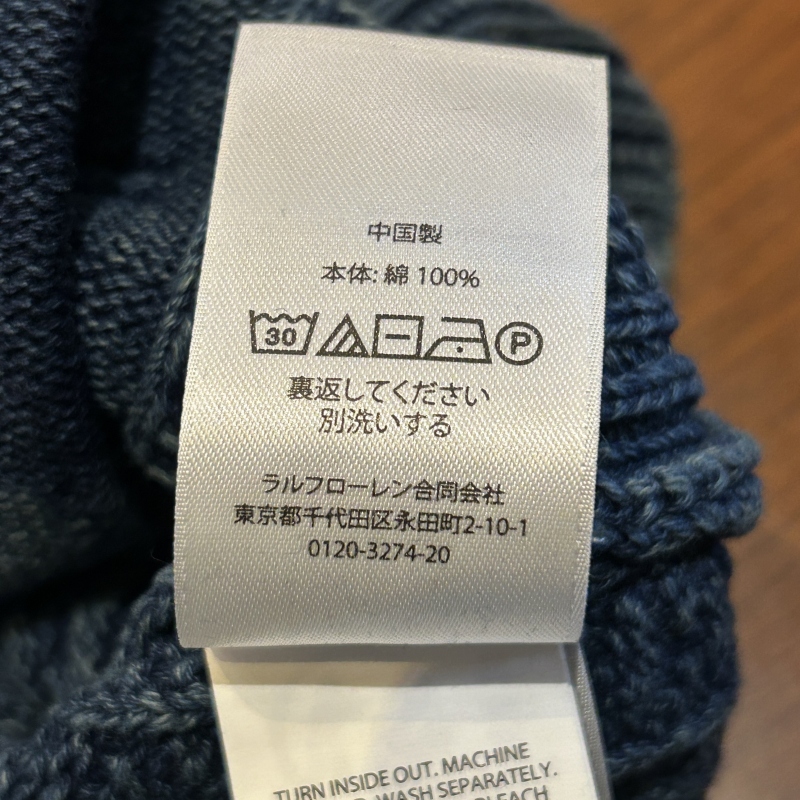 中国製
本体: 綿 100%
30 P
裏返してください
別洗いする
ラルフローレン合同会社
東京都千代田区永田町2-10-1
0120-3274-20
TURN INSIDE OUT. MACHINE
WASH SEPARATELY.
BLEACH